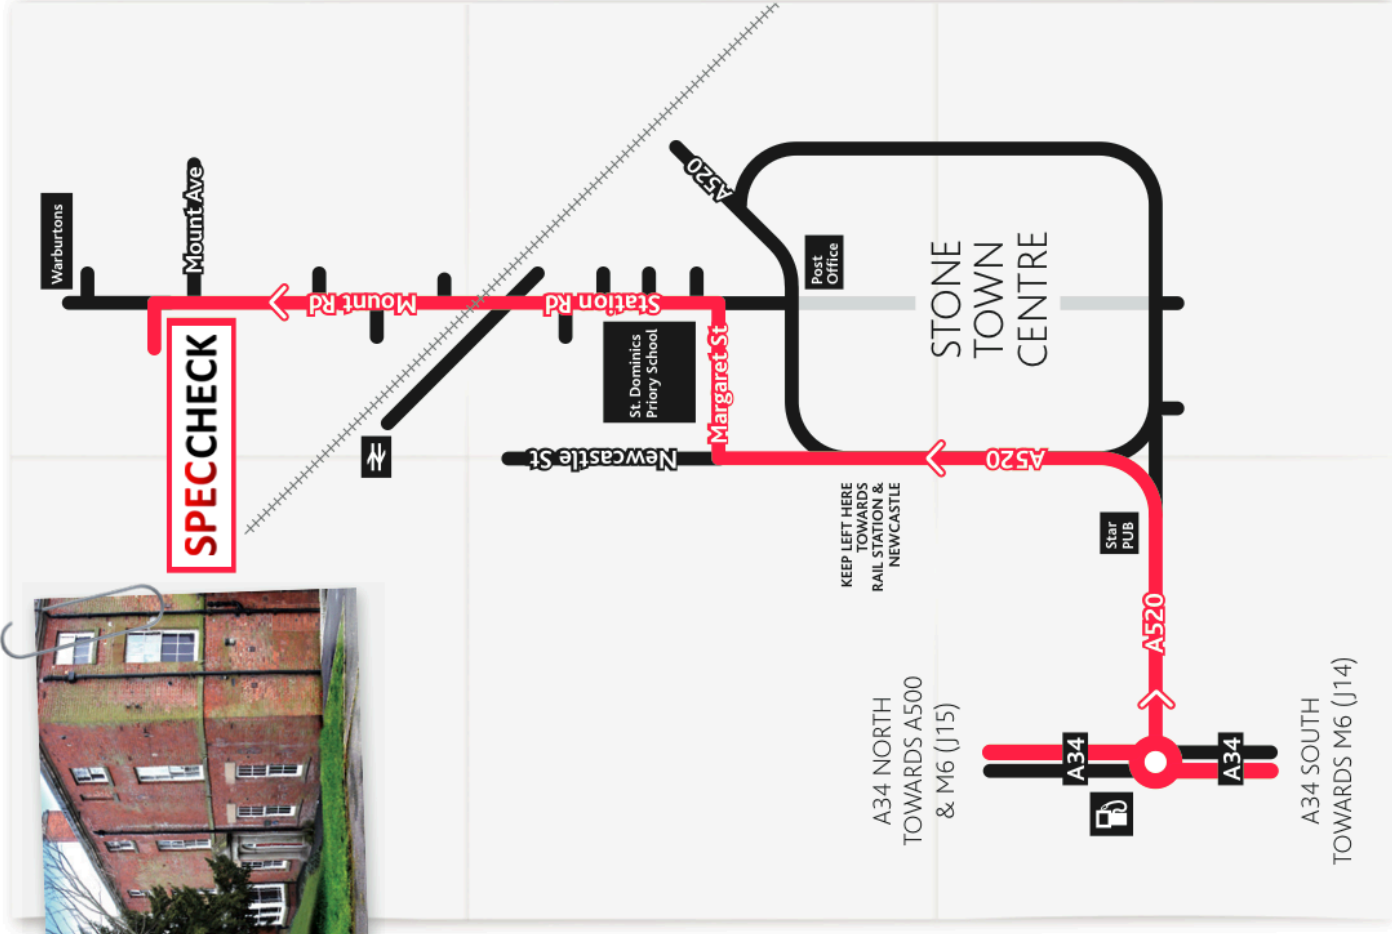 Warburtons
Mount Ave
Mount Rd
Station Rd
SPECCHECK
St. Dominics
Priory School
Margaret St
Newcastle St
A520
Post
Office
STONE
TOWN
CENTRE
A520
KEEP LEFT HERE
TOWARDS
RAIL STATION &
NEWCASTLE
Star
PUB
A520
A34 NORTH
TOWARDS A500
& M6 (J15)
A34
A34
A34 SOUTH
TOWARDS M6 (J14)